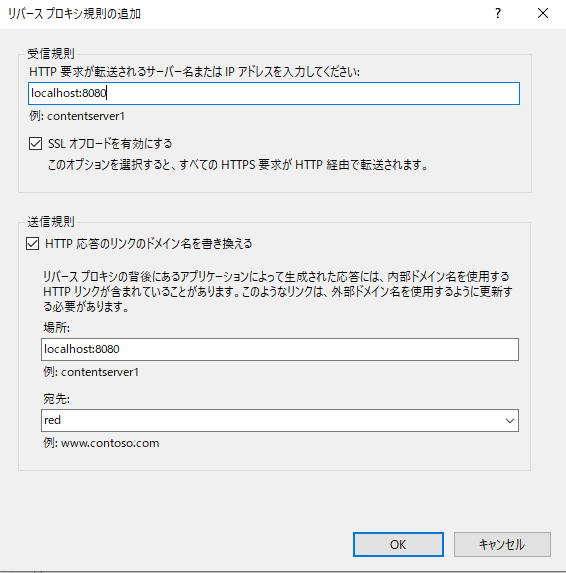 リバース プロキシ規則の追加
?
受信規則
HTTP 要求が転送されるサーバー名または IP アドレスを入力してください:
localhost:8080
例: contentserver1
SSL オフロードを有効にする
このオプションを選択すると、すべての HTTPS 要求が HTTP 経由で転送されます。
送信規則
HTTP 応答のリンクのドメイン名を書き換える
リバース プロキシの背後にあるアプリケーションによって生成された応答には、内部ドメイン名を使用する
HTTP リンクが含まれていることがあります。このようなリンクは、外部ドメイン名を使用するように更新す
る必要があります。
場所:
localhost:8080
例: contentserver1
宛先:
red
例: www.contoso.com
OK
キャンセル